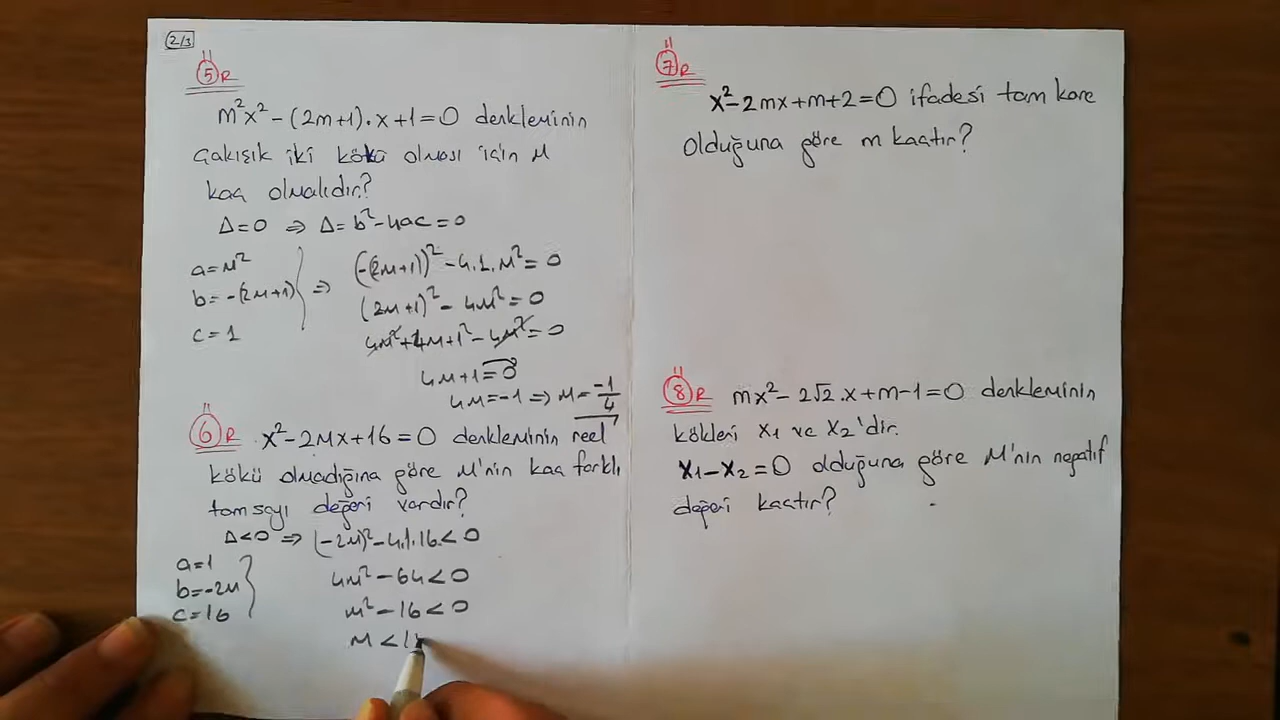 2/3
5 R
m²x² - (2m+1).x+1=0 denkleminin
Çakışık iki kökü olması için M
kaç olmalıdır?
Δ=0 ⇒ Δ=b²-4ac=0
a=M²
b=-(2M+1)
c=1
⇒ (-(2M+1))² - 4.1.M² = 0
(2M+1)² - 4M² = 0
4M²+4M+1² - 4M² = 0
4M+1=0
4M=-1 ⇒ M=-1/4
6 R x²-2Mx+16=0 denkleminin reel
kökü olmadığına göre M'nin kaç farklı
tamsayı değeri vardır?
Δ<0 ⇒ (-2M)²-4.1.16<0
a=1
b=-2M
c=16
4M²-64<0
M²-16<0
M<1
7 R
x²-2mx+m+2=0 ifadesi tam kare
olduğuna göre m kaçtır?
8 R mx²-2√2.x+m-1=0 denkleminin
kökleri x₁ ve x₂'dir.
x₁-x₂=0 olduğuna göre M'nin negatif
değeri kaçtır?